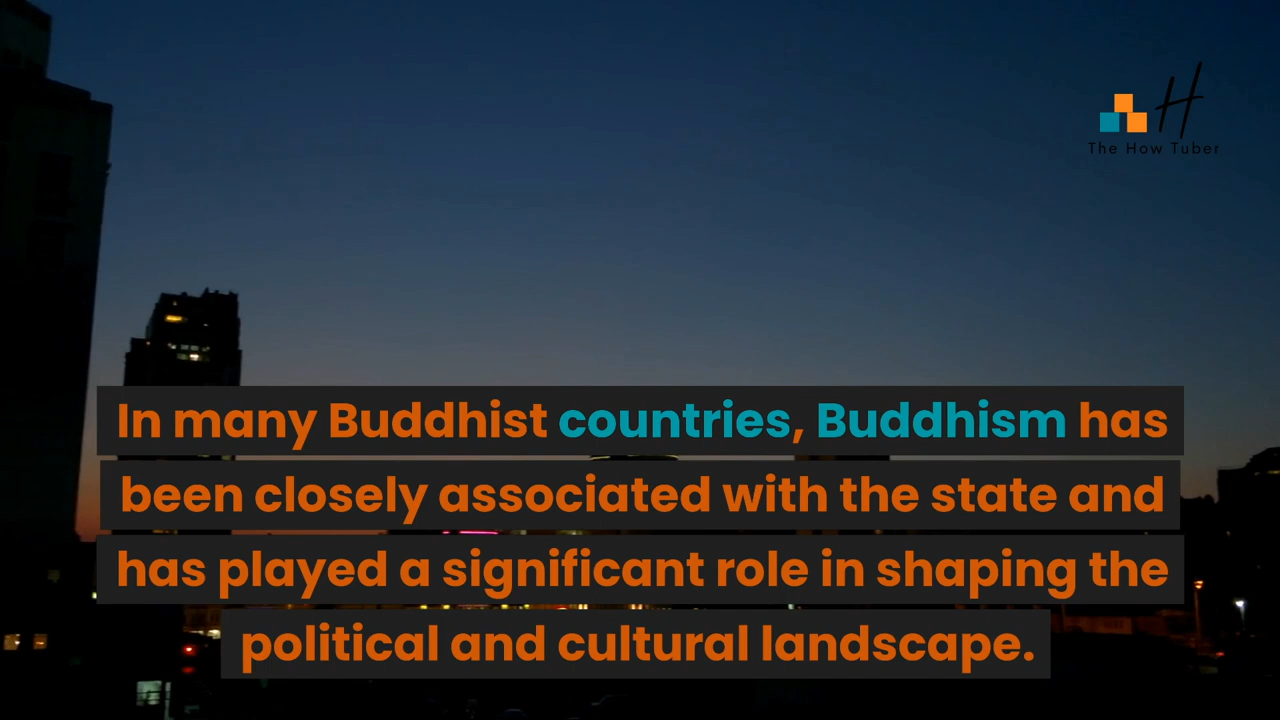 H
The How Tuber
In many Buddhist countries, Buddhism has
been closely associated with the state and
has played a significant role in shaping the
political and cultural landscape.